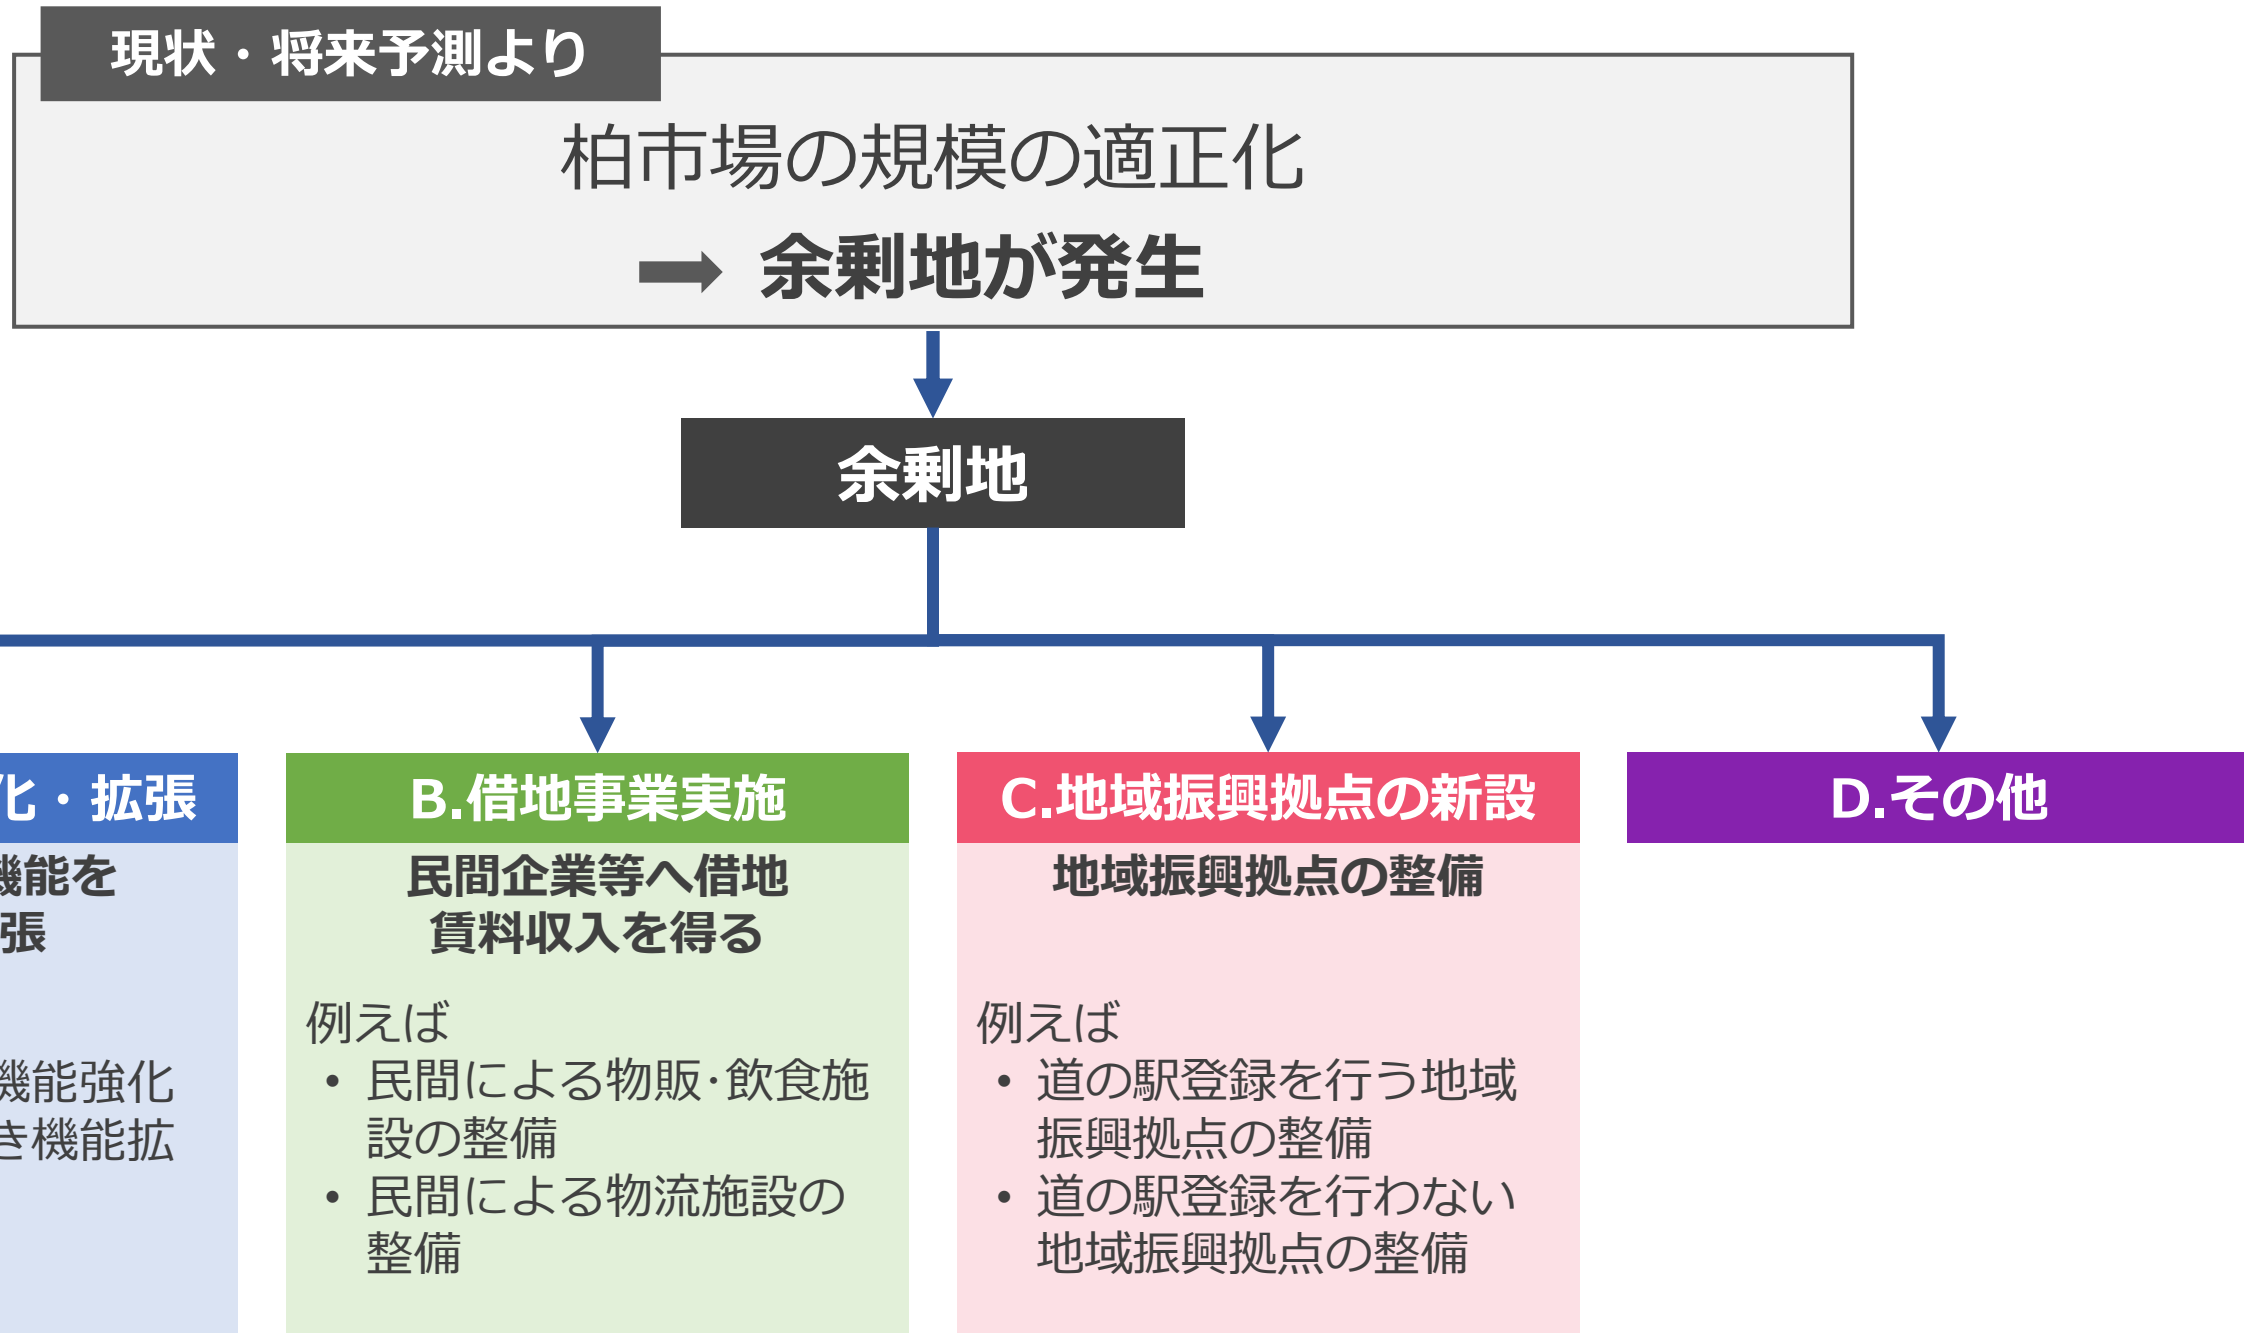 現状・将来予測より
柏市場の規模の適正化
➡ 余剰地が発生
余剰地
化・拡張
機能を
張
機能強化
き機能拡
B.借地事業実施
民間企業等へ借地
賃料収入を得る
例えば
• 民間による物販･飲食施
設の整備
• 民間による物流施設の
整備
C.地域振興拠点の新設
地域振興拠点の整備
例えば
• 道の駅登録を行う地域
振興拠点の整備
• 道の駅登録を行わない
地域振興拠点の整備
D.その他